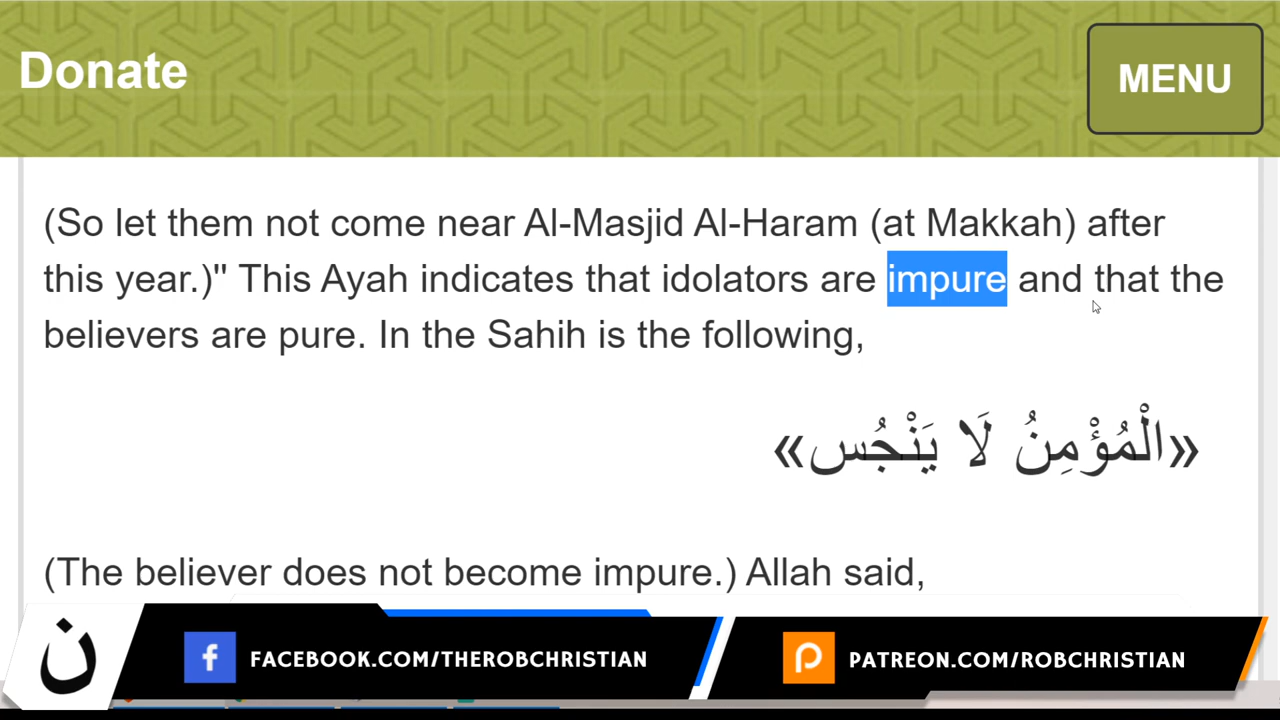 Donate
MENU
(So let them not come near Al-Masjid Al-Haram (at Makkah) after
this year.)'' This Ayah indicates that idolators are impure and that the
believers are pure. In the Sahih is the following,
«الْمُؤْمِنُ لَا يَنْجُس»
(The believer does not become impure.) Allah said,
ن
f FACEBOOK.COM/THEROBCHRISTIAN
PATREON.COM/ROBCHRISTIAN